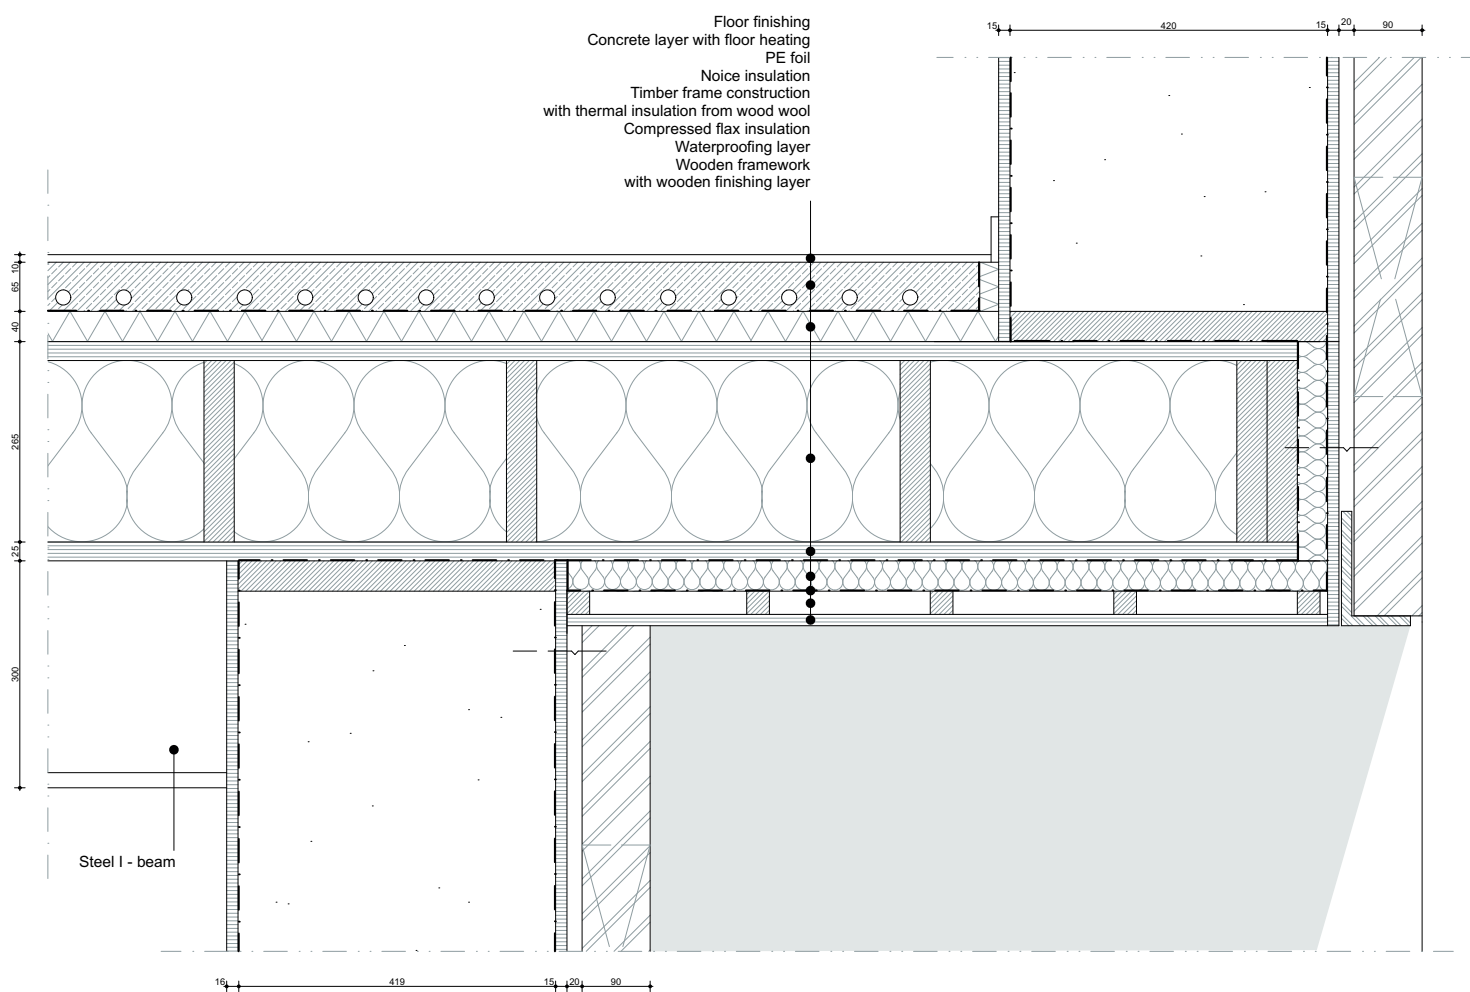 Floor finishing
Concrete layer with floor heating
PE foil
Noice insulation
Timber frame construction
with thermal insulation from wood wool
Compressed flax insulation
Waterproofing layer
Wooden framework
with wooden finishing layer
15 420 15 20 90
10
65
40
265
25
300
Steel I - beam
16 419 15 20 90